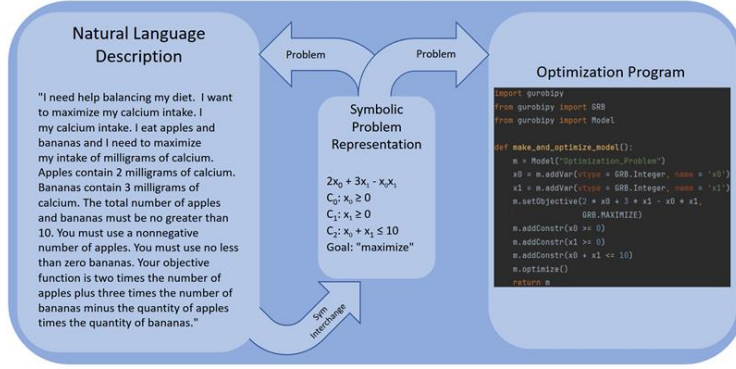 Natural Language
Description
"I need help balancing my diet. I want
to maximize my calcium intake. I
my calcium intake. I eat apples and
bananas and I need to maximize
my intake of milligrams of calcium.
Apples contain 2 milligrams of calcium.
Bananas contain 3 milligrams of
calcium. The total number of apples
and bananas must be no greater than
10. You must use a nonnegative
number of apples. You must use no less
than zero bananas. Your objective
function is two times the number of
apples plus three times the number of
bananas minus the quantity of apples
times the quantity of bananas."
Problem
Problem
Symbolic
Problem
Representation
2x₀ + 3x₁ - x₀x₁
C₀: x₀ ≥ 0
C₁: x₁ ≥ 0
C₂: x₀ + x₁ ≤ 10
Goal: "maximize"
Sym
Interchange
Optimization Program
import gurobipy
from gurobipy import GRB
from gurobipy import Model
def make_and_optimize_model():
m = Model("Optimization_Problem")
x0 = m.addVar(vtype = GRB.Integer, name = 'x0')
x1 = m.addVar(vtype = GRB.Integer, name = 'x1')
m.setObjective(2 * x0 + 3 * x1 - x0 * x1,
GRB.MAXIMIZE)
m.addConstr(x0 >= 0)
m.addConstr(x1 >= 0)
m.addConstr(x0 + x1 <= 10)
m.optimize()
return m